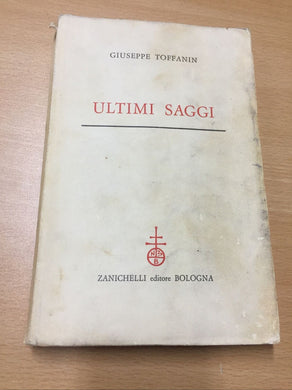 GIUSEPPE TOFFANIN
ULTIMI SAGGI
ZANICHELLI editore BOLOGNA